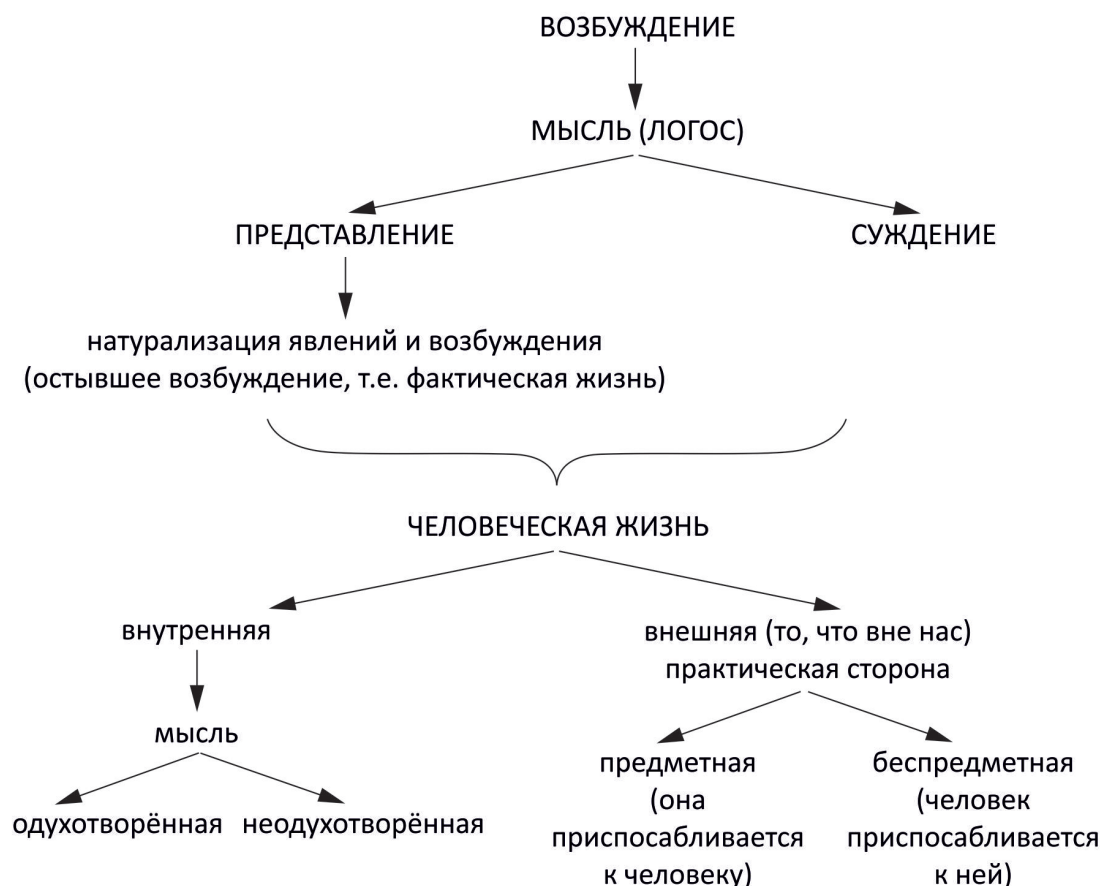 ВОЗБУЖДЕНИЕ
МЫСЛЬ (ЛОГОС)
ПРЕДСТАВЛЕНИЕ
СУЖДЕНИЕ
натурализация явлений и возбуждения
(остывшее возбуждение, т.е. фактическая жизнь)
ЧЕЛОВЕЧЕСКАЯ ЖИЗНЬ
внутренняя
внешняя (то, что вне нас)
практическая сторона
мысль
одухотворённая
неодухотворённая
предметная
(она
приспосабливается
к человеку)
беспредметная
(человек
приспосабливается
к ней)